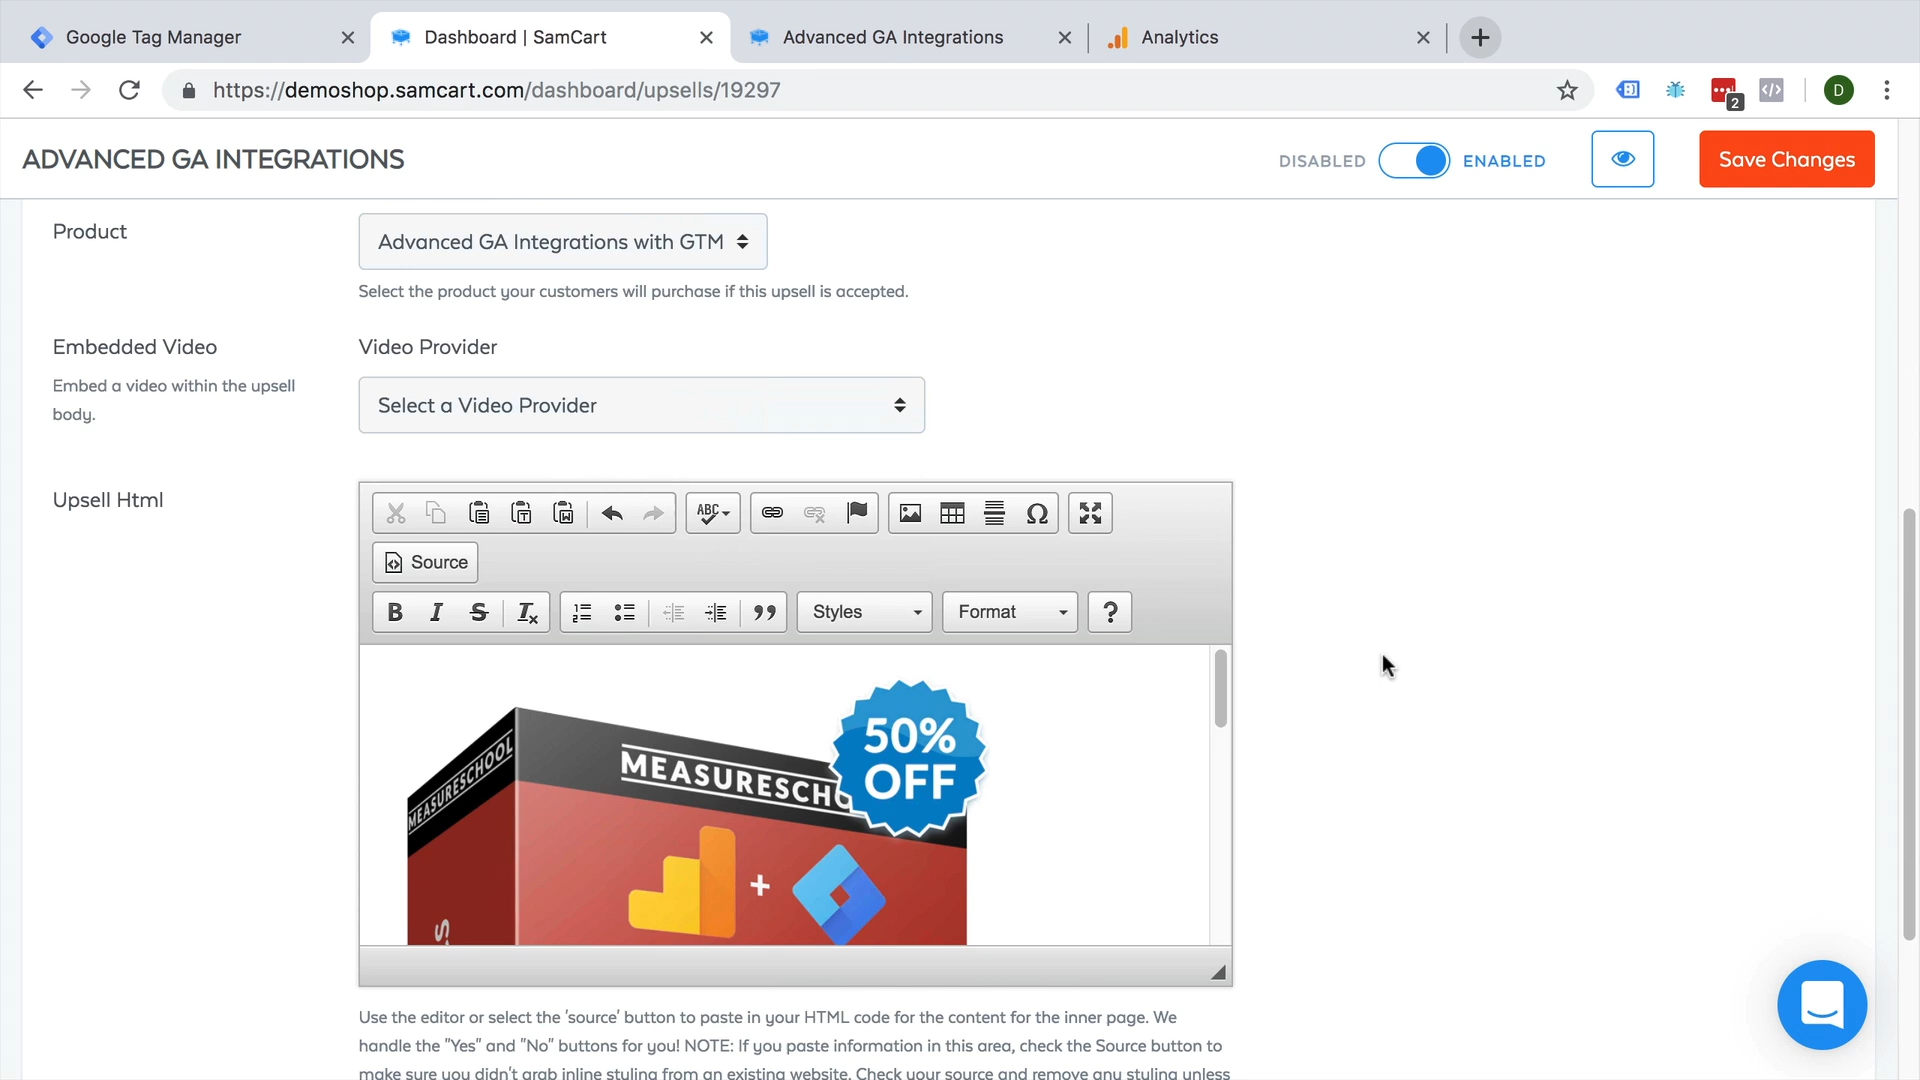 Google Tag Manager
Dashboard | SamCart
Advanced GA Integrations
Analytics
https://demoshop.samcart.com/dashboard/upsells/19297
2
D
ADVANCED GA INTEGRATIONS
DISABLED
ENABLED
Save Changes
Product
Advanced GA Integrations with GTM
Select the product your customers will purchase if this upsell is accepted.
Embedded Video
Video Provider
Embed a video within the upsell
body.
Select a Video Provider
Upsell Html
ABC
Ω
Source
B I S Tx
Styles
Format
?
50%
OFF
MEASURESCHOOL
MEASURESCHO
+
S
Use the editor or select the 'source' button to paste in your HTML code for the content for the inner page. We
handle the "Yes" and "No" buttons for you! NOTE: If you paste information in this area, check the Source button to
make sure you didn't grab inline styling from an existing website. Check your source and remove any styling unless